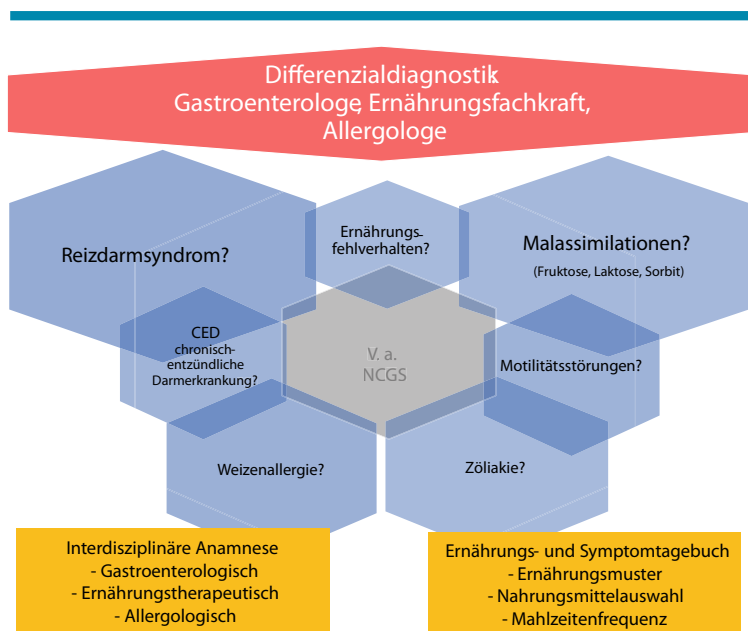 Differenzialdiagnostik:
Gastroenterologe, Ernährungsfachkraft,
Allergologe
Ernährungs-
fehlverhalten?
Reizdarmsyndrom?
Malassimilationen?
(Fruktose, Laktose, Sorbit)
CED
chronisch-
entzündliche
Darmerkrankung?
V. a.
NCGS
Motilitätsstörungen?
Weizenallergie?
Zöliakie?
Interdisziplinäre Anamnese
- Gastroenterologisch
- Ernährungstherapeutisch
- Allergologisch
Ernährungs- und Symptomtagebuch
- Ernährungsmuster
- Nahrungsmittelauswahl
- Mahlzeitenfrequenz